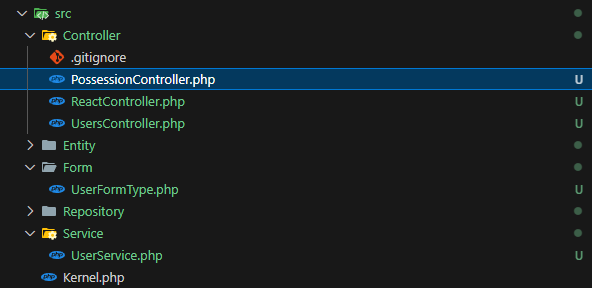 src
Controller
.gitignore
PossessionController.php U
ReactController.php U
UsersController.php U
Entity
Form
UserFormType.php U
Repository
Service
UserService.php U
Kernel.php